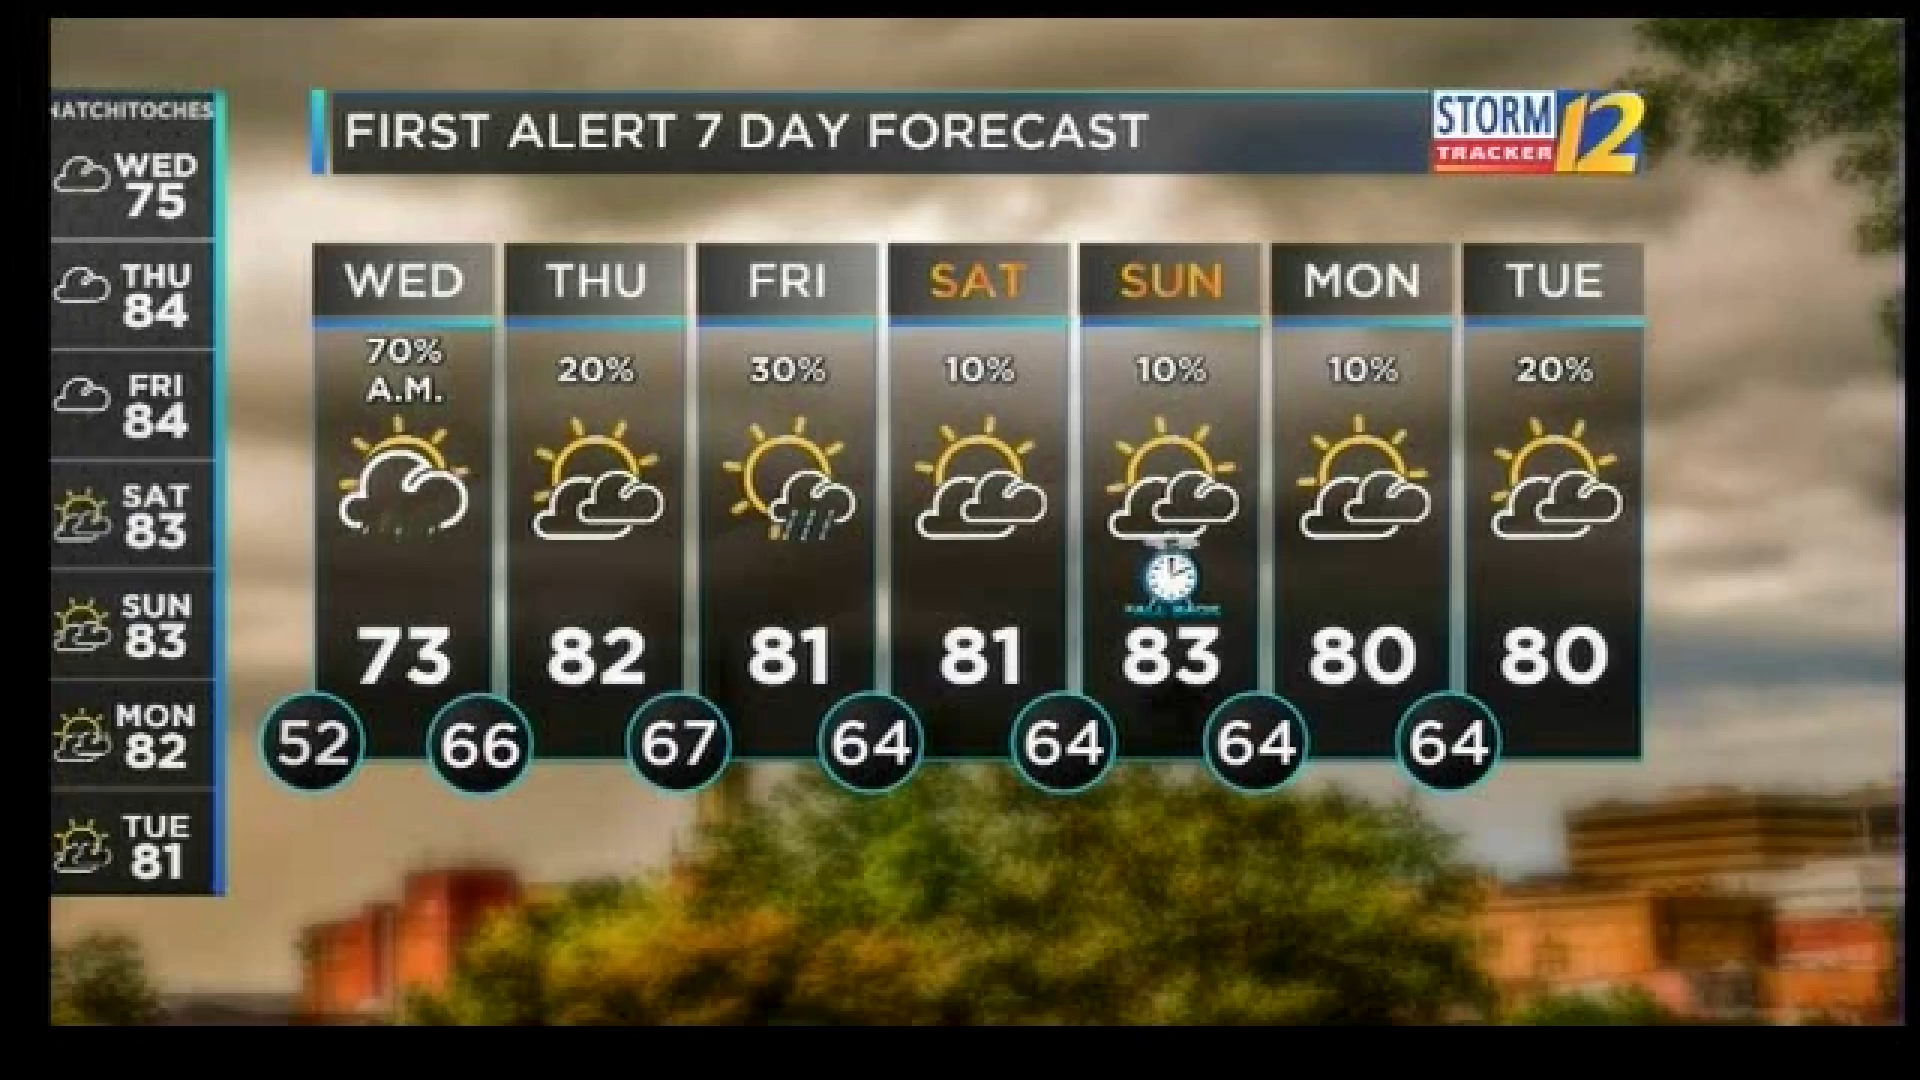 HATCHITOCHES
WED
75
THU
84
FRI
84
SAT
83
SUN
83
MON
82
TUE
81
FIRST ALERT 7 DAY FORECAST
STORM
TRACKER
12
WED THU FRI SAT SUN MON TUE
70% 20% 30% 10% 10% 10% 20%
A.M.
73 82 81 81 83 80 80
52 66 67 64 64 64 64